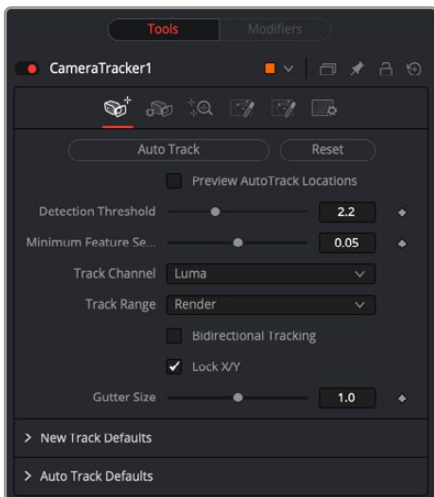 Tools Modifiers
CameraTracker1
Auto Track Reset
Preview AutoTrack Locations
Detection Threshold 2.2
Minimum Feature Se... 0.05
Track Channel Luma
Track Range Render
Bidirectional Tracking
Lock X/Y
Gutter Size 1.0
New Track Defaults
Auto Track Defaults